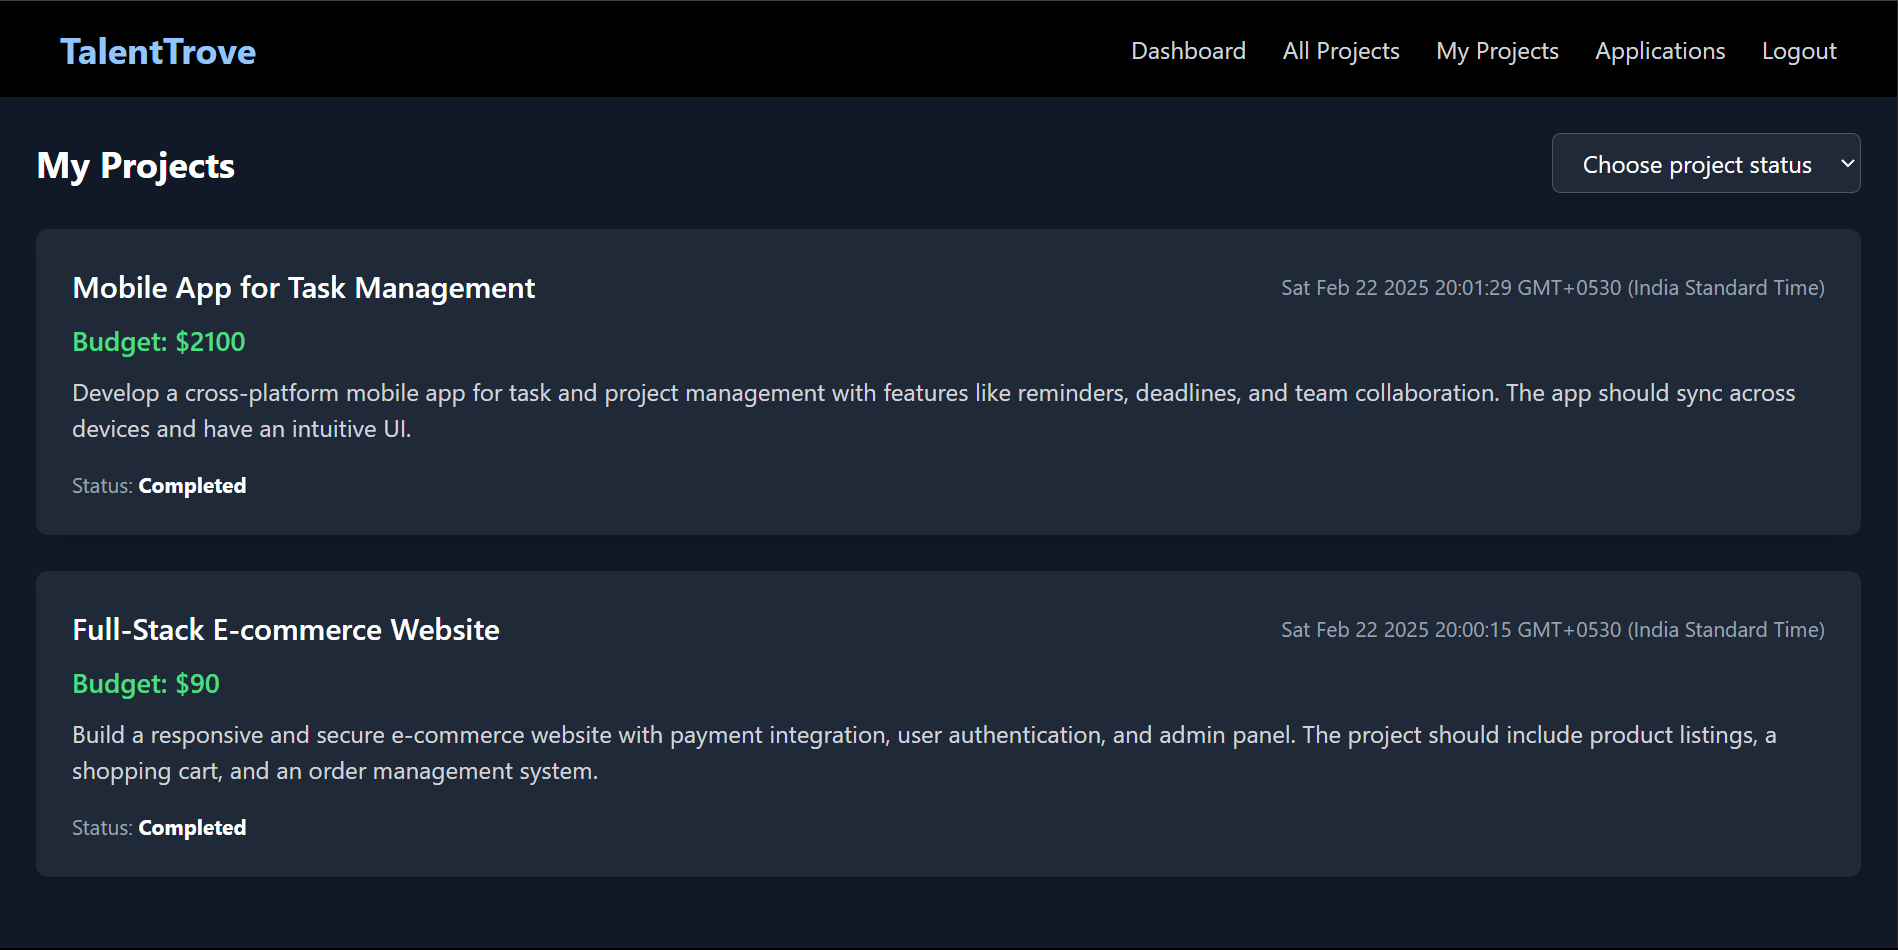 TalentTrove
Dashboard All Projects My Projects Applications Logout
My Projects
Choose project status
Mobile App for Task Management
Sat Feb 22 2025 20:01:29 GMT+0530 (India Standard Time)
Budget: $2100
Develop a cross-platform mobile app for task and project management with features like reminders, deadlines, and team collaboration. The app should sync across
devices and have an intuitive UI.
Status: Completed
Full-Stack E-commerce Website
Sat Feb 22 2025 20:00:15 GMT+0530 (India Standard Time)
Budget: $90
Build a responsive and secure e-commerce website with payment integration, user authentication, and admin panel. The project should include product listings, a
shopping cart, and an order management system.
Status: Completed